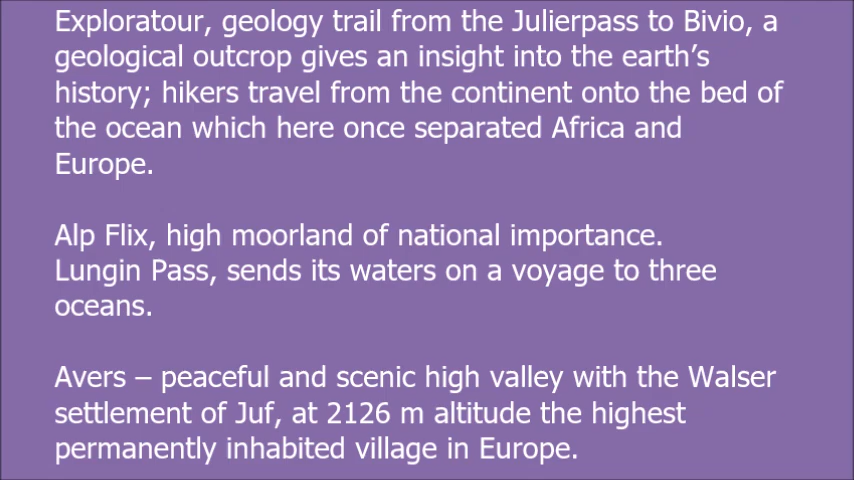 Exploratour, geology trail from the Julierpass to Bivio, a
geological outcrop gives an insight into the earth’s
history; hikers travel from the continent onto the bed of
the ocean which here once separated Africa and
Europe.
Alp Flix, high moorland of national importance.
Lungin Pass, sends its waters on a voyage to three
oceans.
Avers – peaceful and scenic high valley with the Walser
settlement of Juf, at 2126 m altitude the highest
permanently inhabited village in Europe.